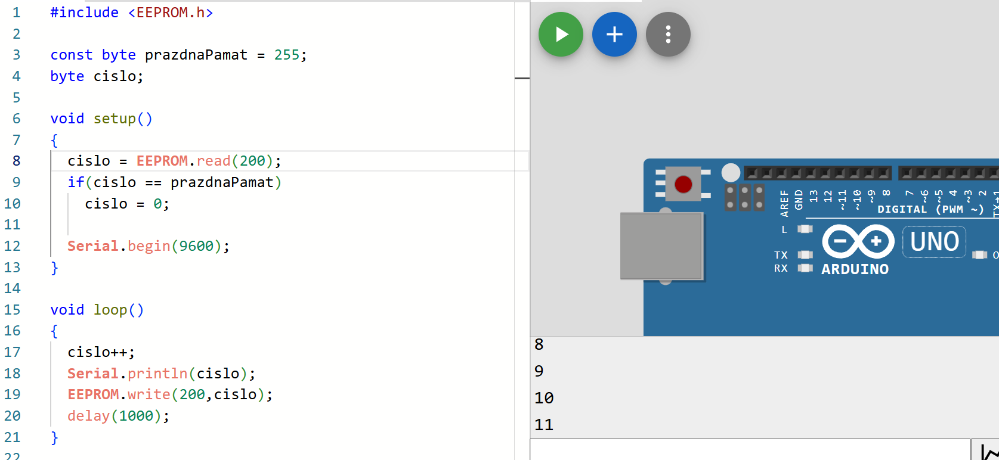 1 #include <EEPROM.h>
2
3 const byte prazdnaPamat = 255;
4 byte cislo;
5
6 void setup()
7 {
8 cislo = EEPROM.read(200);
9 if(cislo == prazdnaPamat)
10 cislo = 0;
11
12 Serial.begin(9600);
13 }
14
15 void loop()
16 {
17 cislo++;
18 Serial.println(cislo);
19 EEPROM.write(200,cislo);
20 delay(1000);
21 }
22
AREF GND 13 12 ~11 ~10 ~9 8 7 ~6 ~5 4 ~3 2 TX→1
DIGITAL (PWM ~)
L
TX
RX
UNO
ARDUINO
8
9
10
11